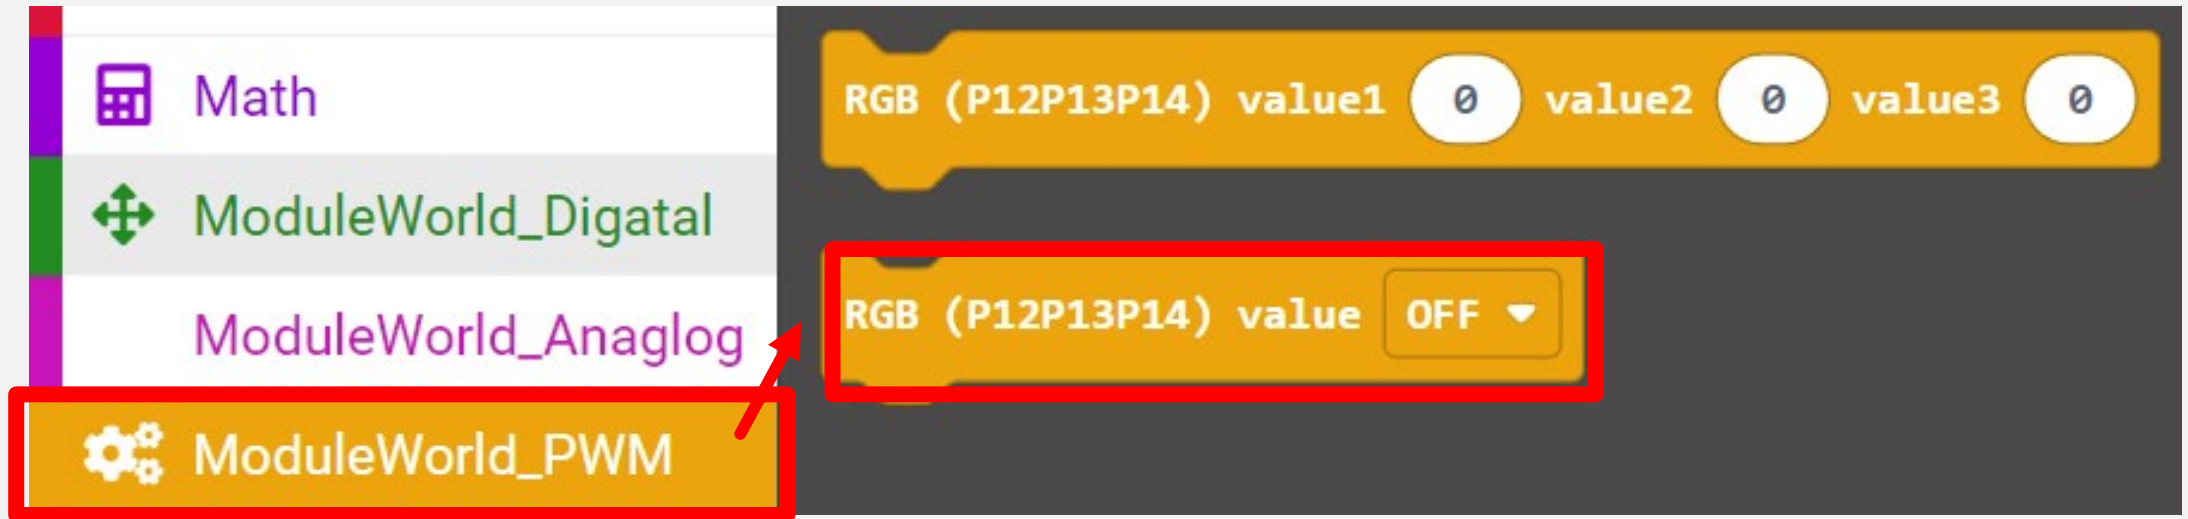 Math
ModuleWorld_Digatal
ModuleWorld_Anaglog
ModuleWorld_PWM
RGB (P12P13P14) value1 0 value2 0 value3 0
RGB (P12P13P14) value OFF